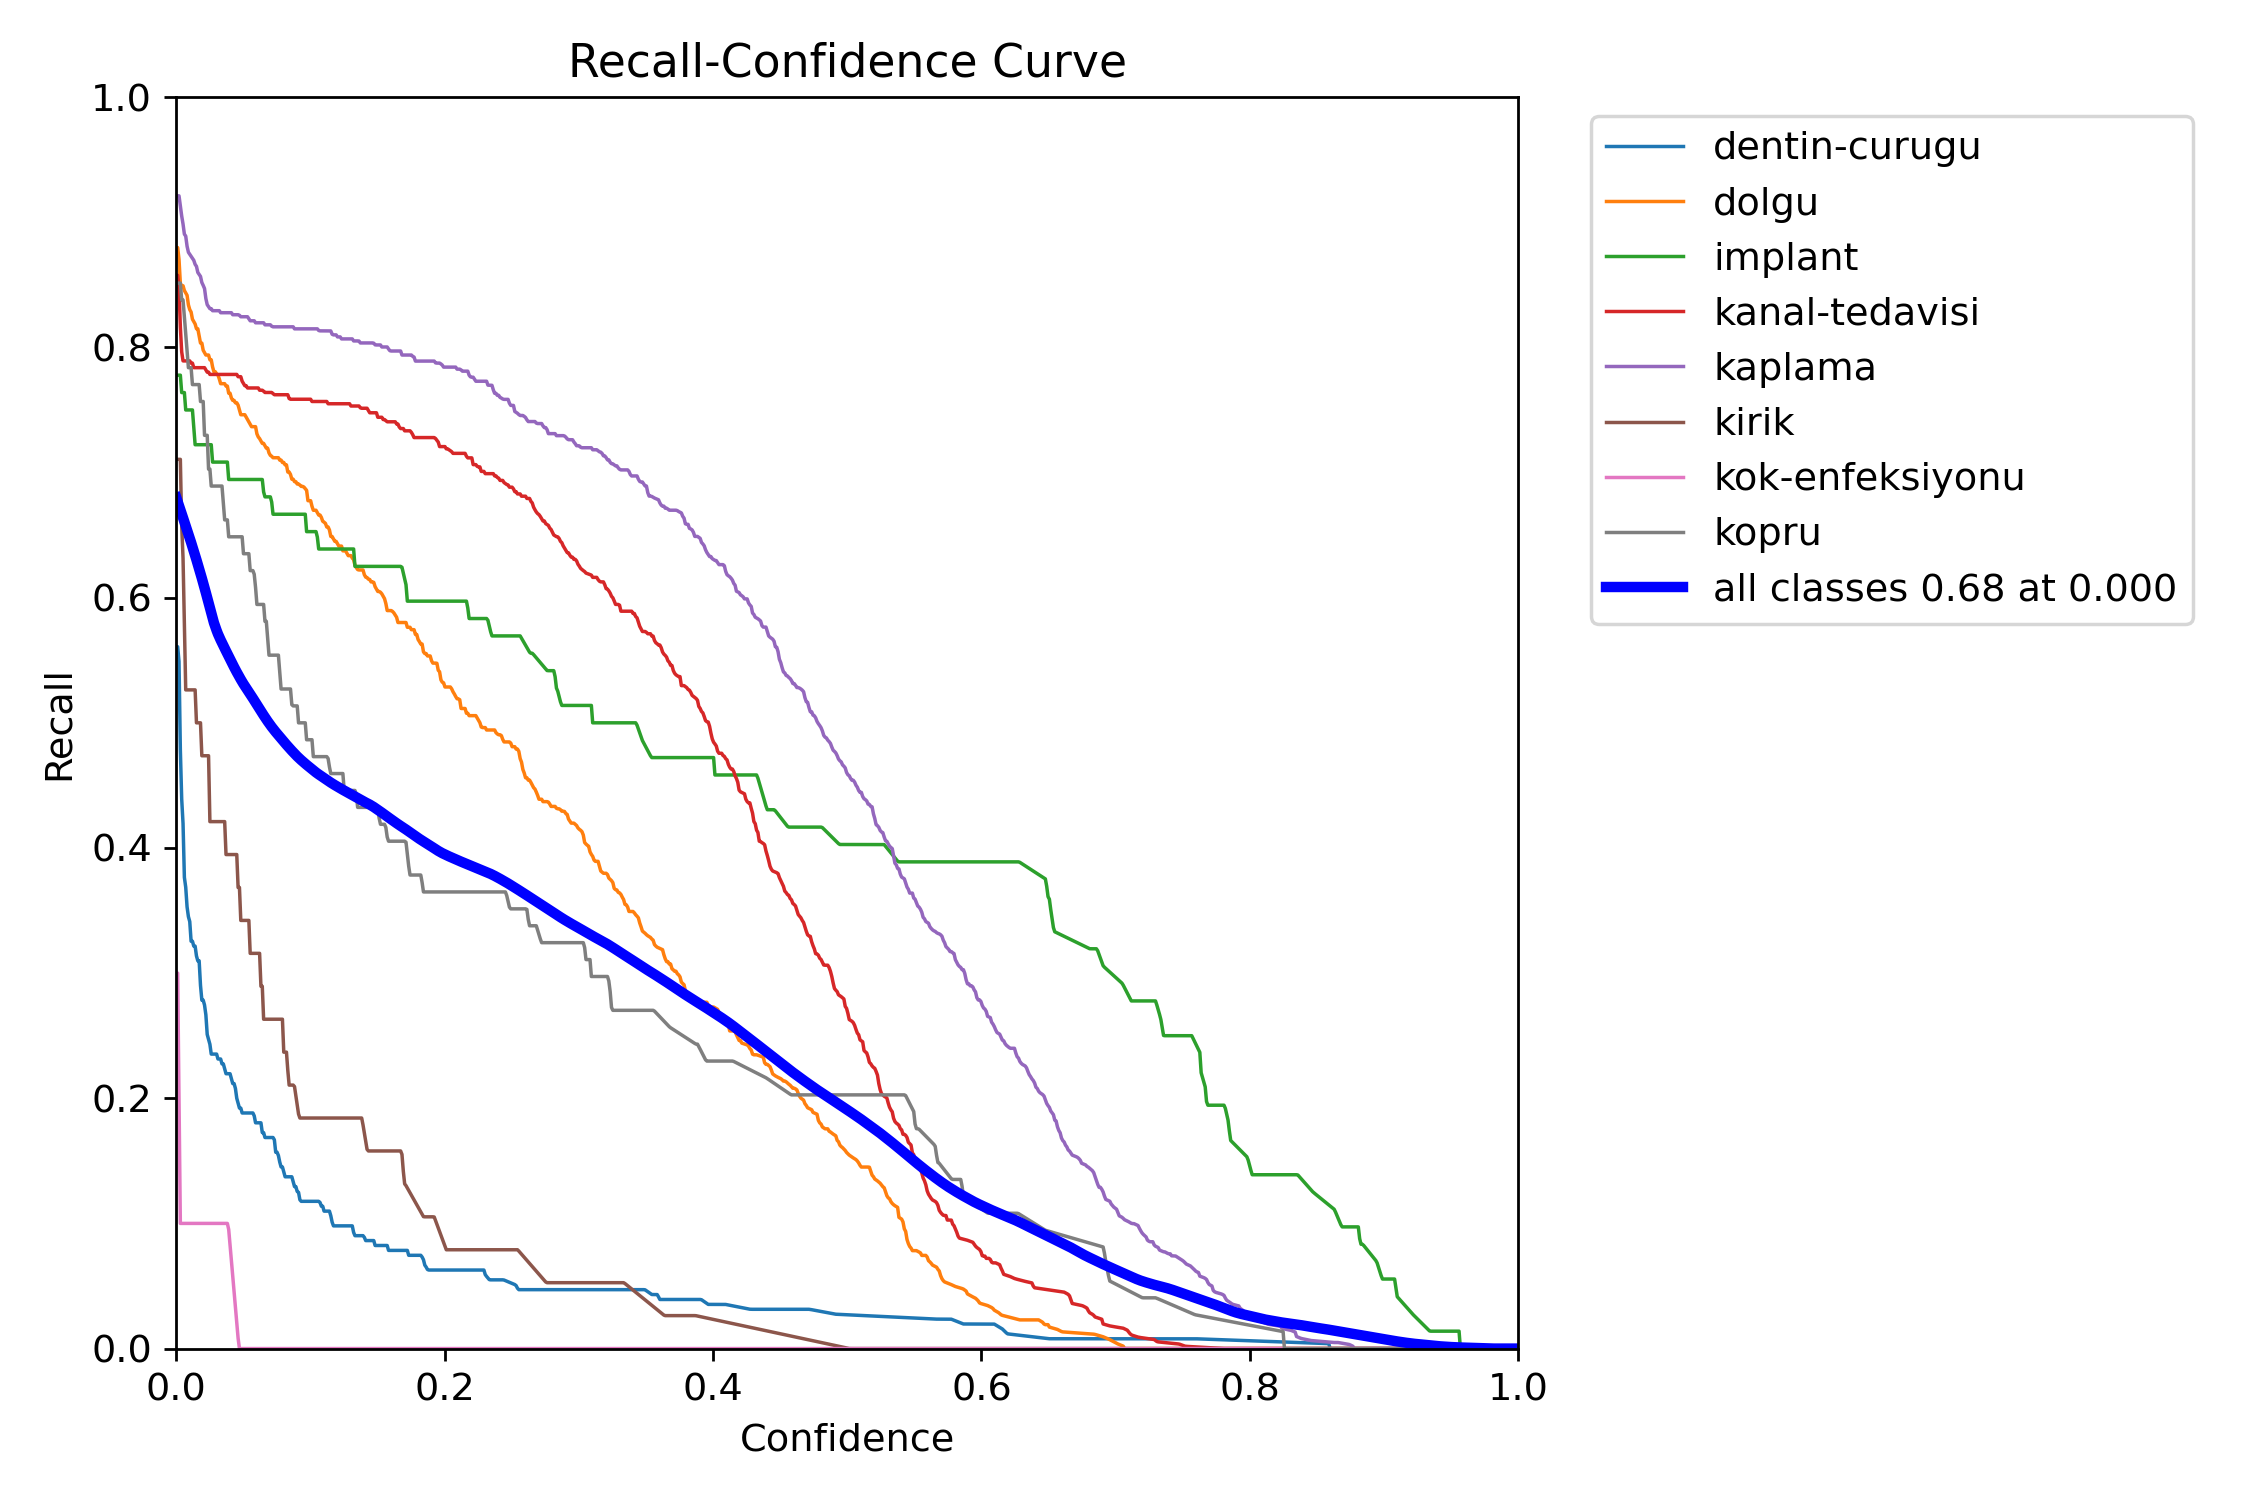 Recall-Confidence Curve
1.0
0.8
0.6
0.4
0.2
0.0
Recall
0.0 0.2 0.4 0.6 0.8 1.0
Confidence
dentin-curugu
dolgu
implant
kanal-tedavisi
kaplama
kirik
kok-enfeksiyonu
kopru
all classes 0.68 at 0.000